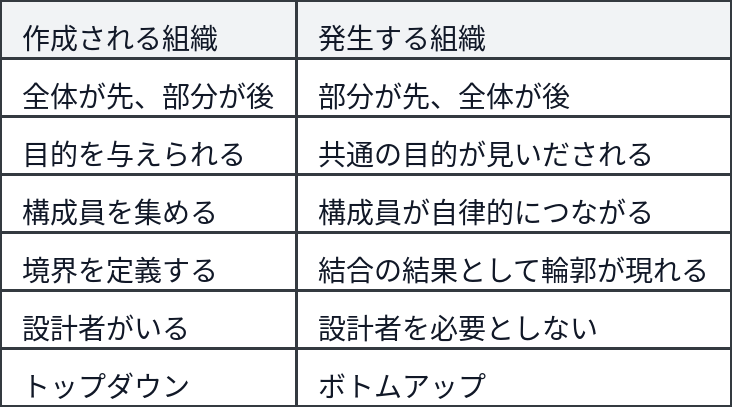 作成される組織 発生する組織
全体が先、部分が後 部分が先、全体が後
目的を与えられる 共通の目的が見いだされる
構成員を集める 構成員が自律的につながる
境界を定義する 結合の結果として輪郭が現れる
設計者がいる 設計者を必要としない
トップダウン ボトムアップ